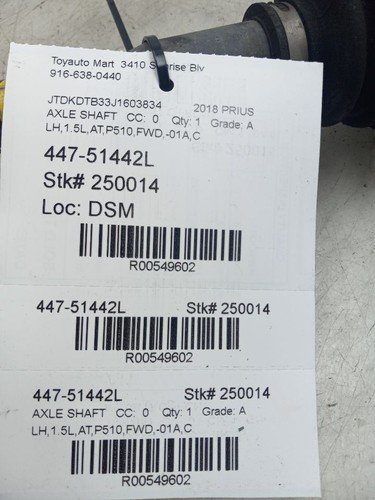 Toyauto Mart 3410 Blv
916-638-0440
JTDKDTB33J1603834 2018 PRIUS
AXLE SHAFT CC: 0 Qty: 1 Grade: A
LH,1.5L,AT,P510,FWD,-01A,C
447-51442L
Stk# 250014
Loc: DSM
R00549602
447-51442L Stk# 250014
R00549602
447-51442L Stk# 250014
AXLE SHAFT CC: 0 Qty: 1 Grade: A
LH,1.5L,AT,P510,FWD,-01A,C
R00549602